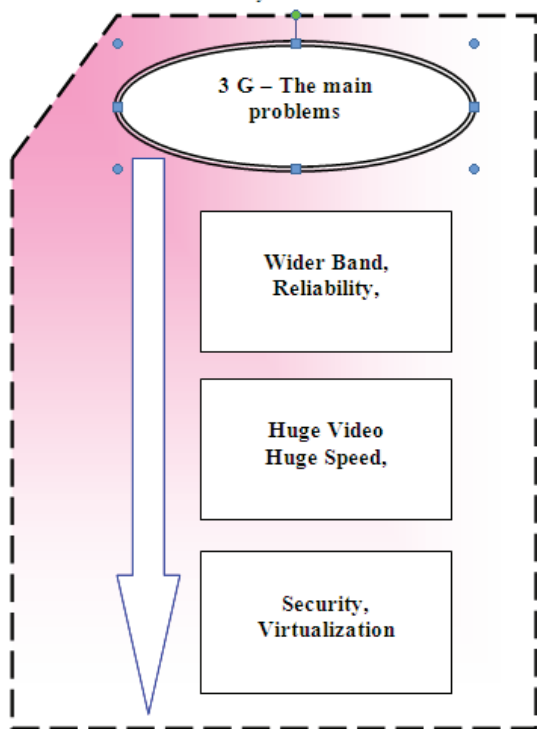 3 G – The main
problems
Wider Band,
Reliability,
Huge Video
Huge Speed,
Security,
Virtualization